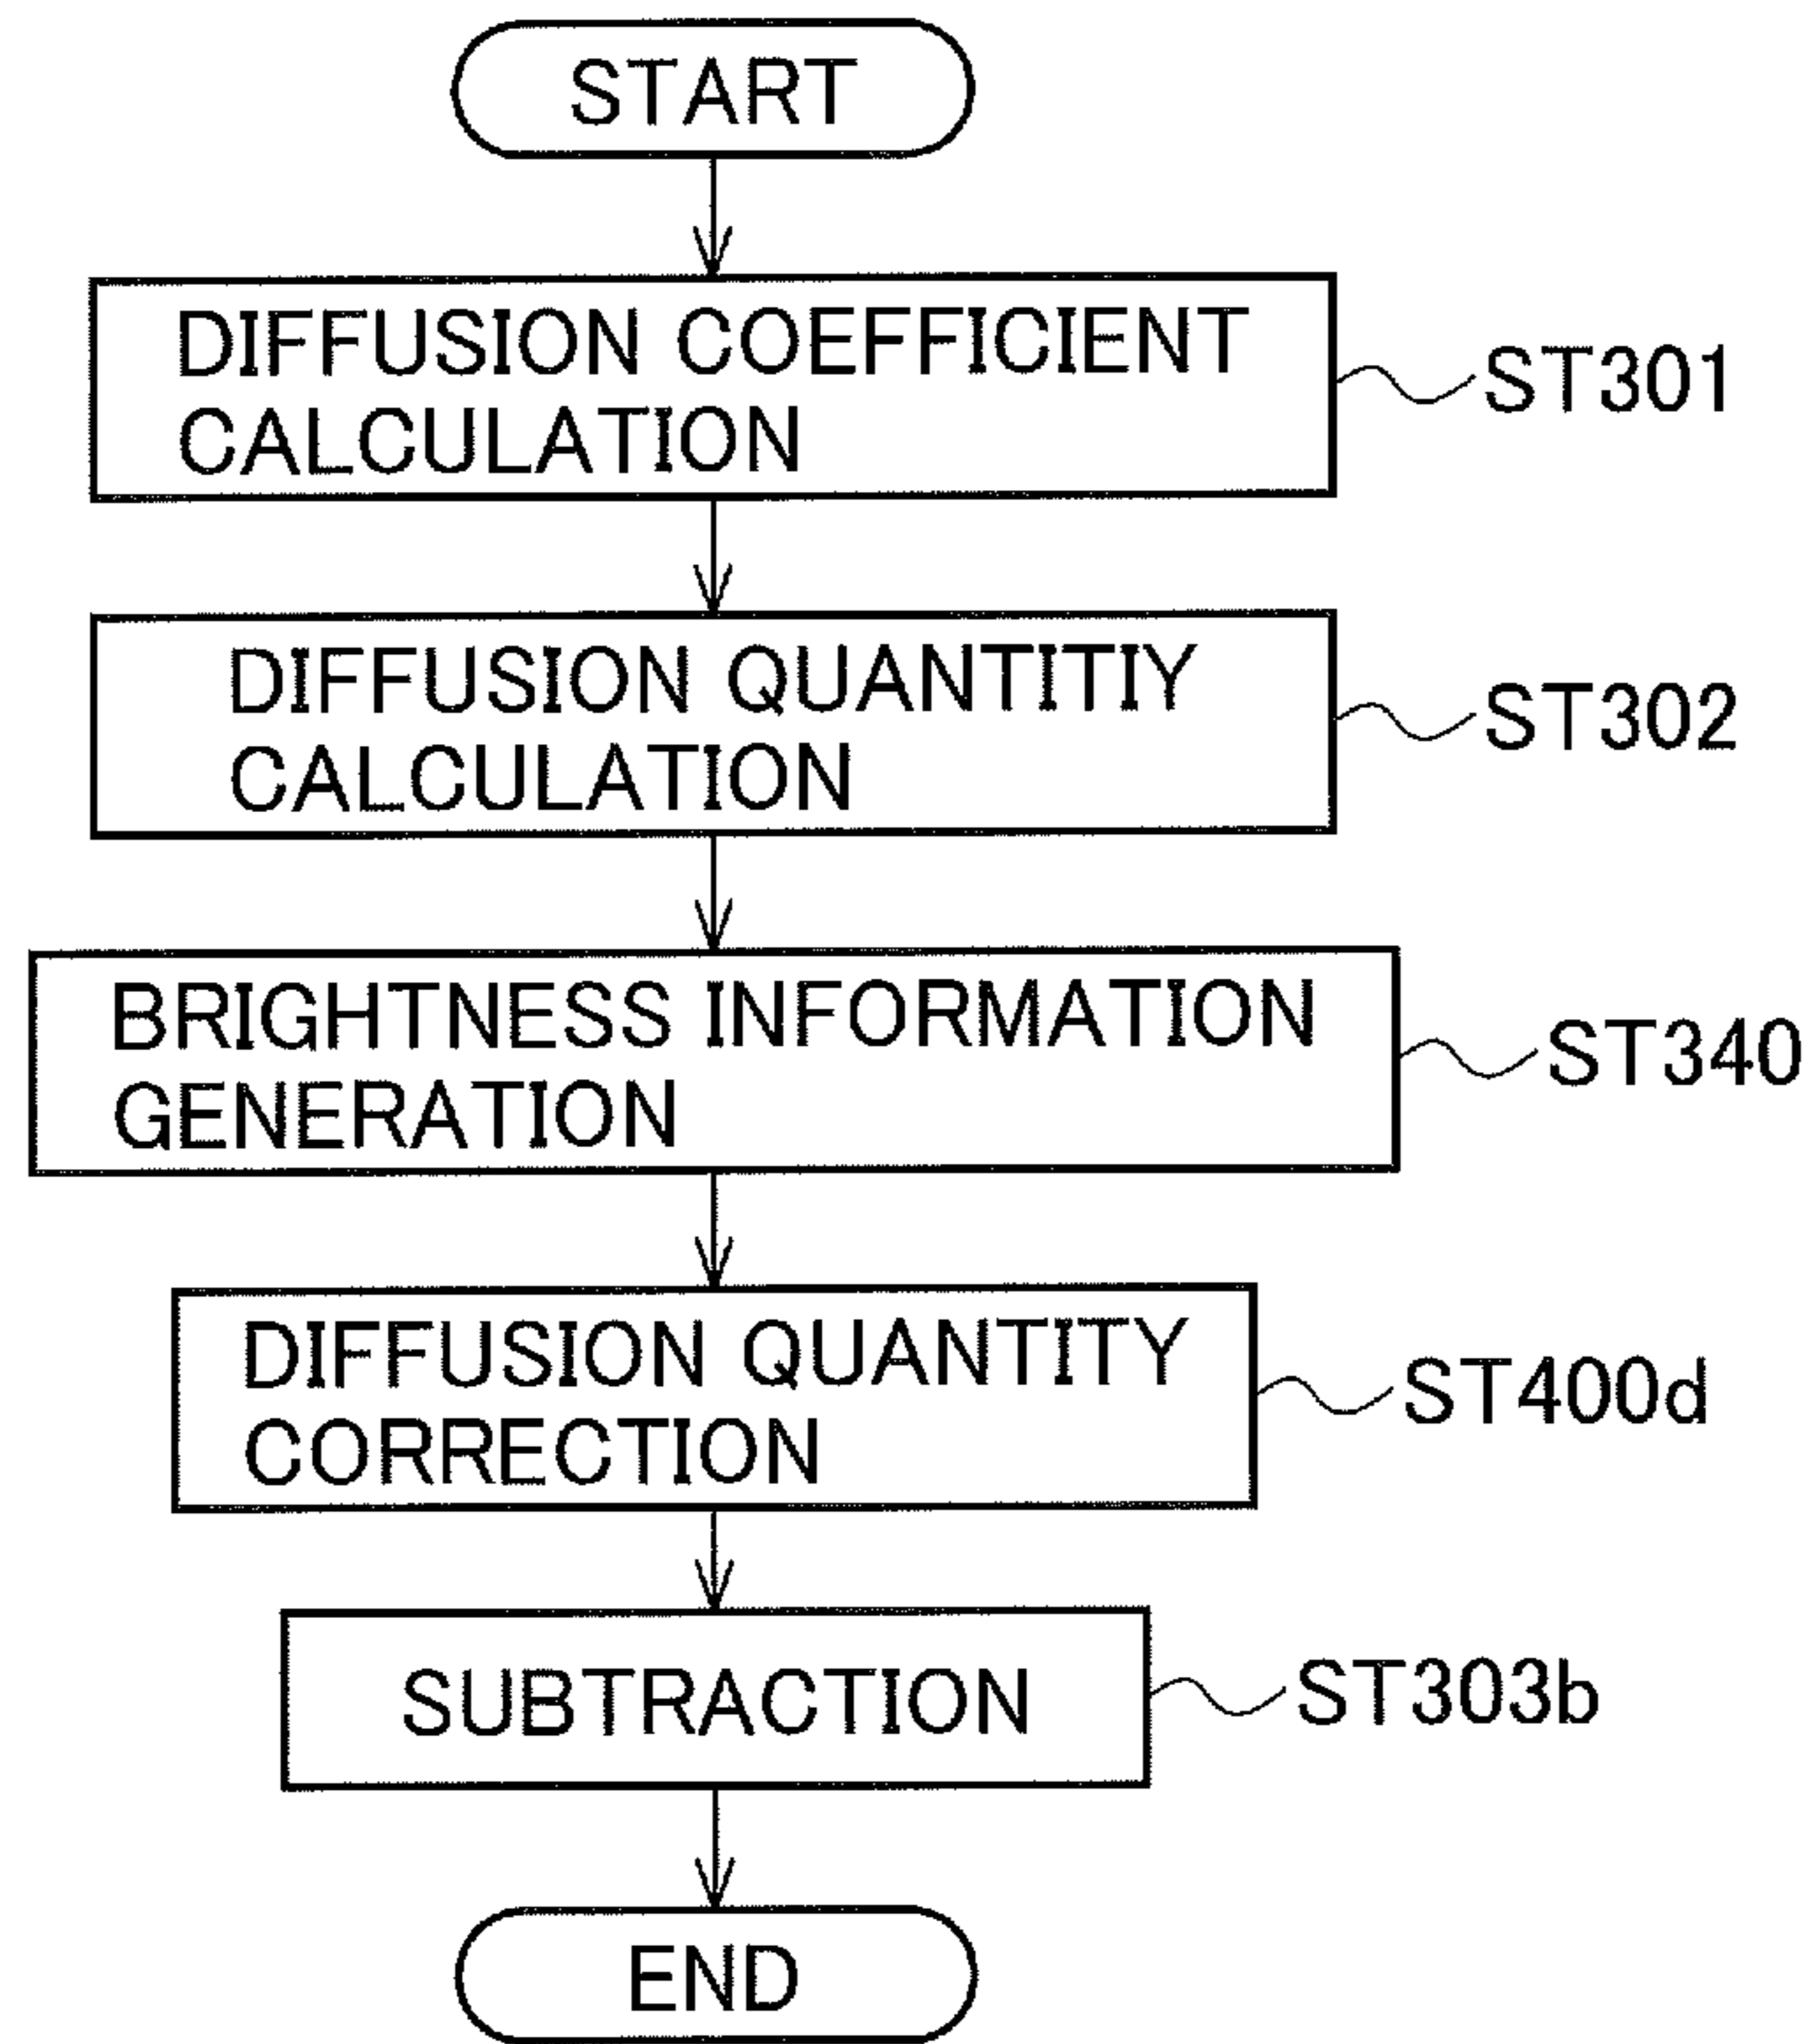 START
DIFFUSION COEFFICIENT
CALCULATION
ST301
DIFFUSION QUANTITIY
CALCULATION
ST302
BRIGHTNESS INFORMATION
GENERATION
ST340
DIFFUSION QUANTITY
CORRECTION
ST400d
SUBTRACTION
ST303b
END